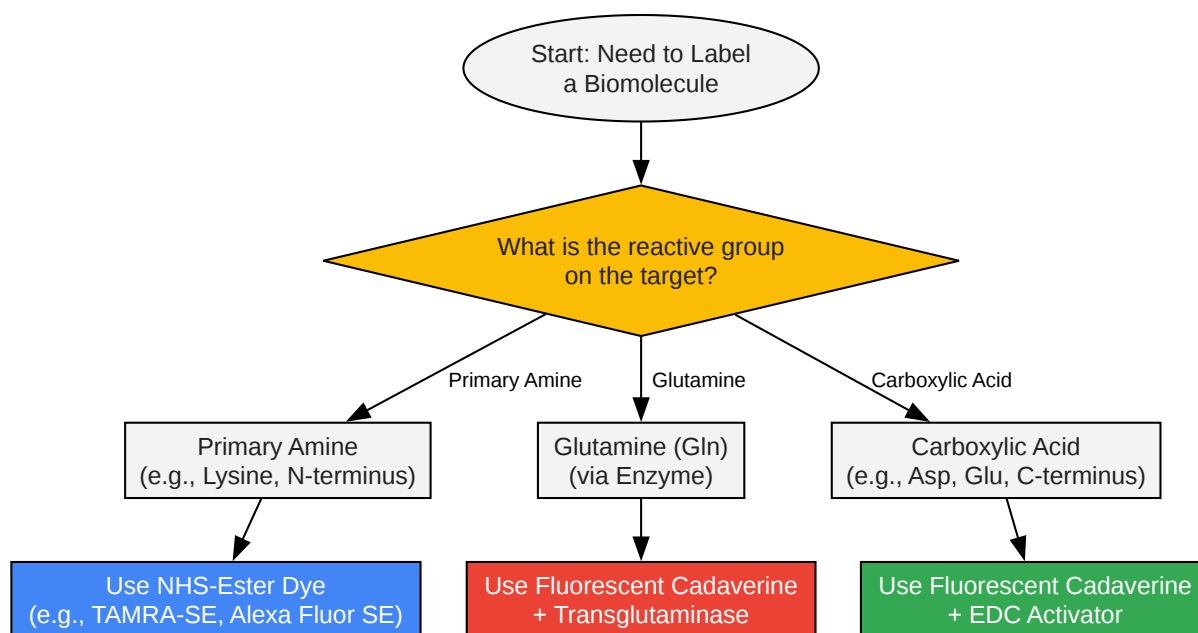 Start: Need to Label
a Biomolecule
What is the reactive group
on the target?
Primary Amine
Glutamine
Carboxylic Acid
Primary Amine
(e.g., Lysine, N-terminus)
Glutamine (Gln)
(via Enzyme)
Carboxylic Acid
(e.g., Asp, Glu, C-terminus)
Use NHS-Ester Dye
(e.g., TAMRA-SE, Alexa Fluor SE)
Use Fluorescent Cadaverine
+ Transglutaminase
Use Fluorescent Cadaverine
+ EDC Activator